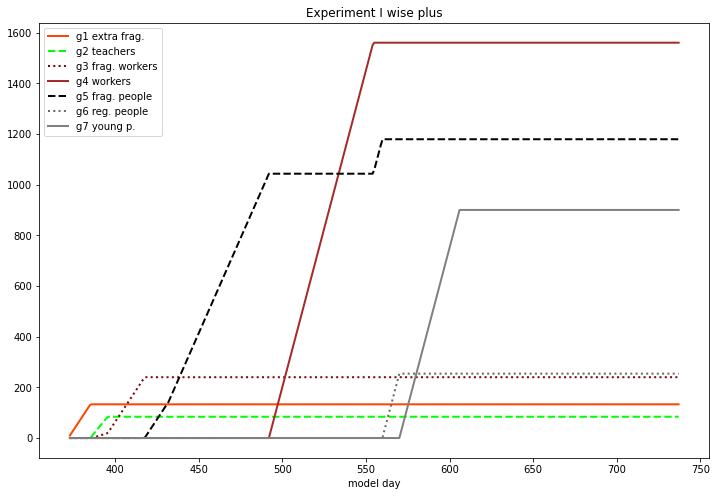 Experiment I wise plus
g1 extra frag.
g2 teachers
g3 frag. workers
g4 workers
g5 frag. people
g6 reg. people
g7 young p.
1600
1400
1200
1000
800
600
400
200
0
400 450 500 550 600 650 700 750
model day